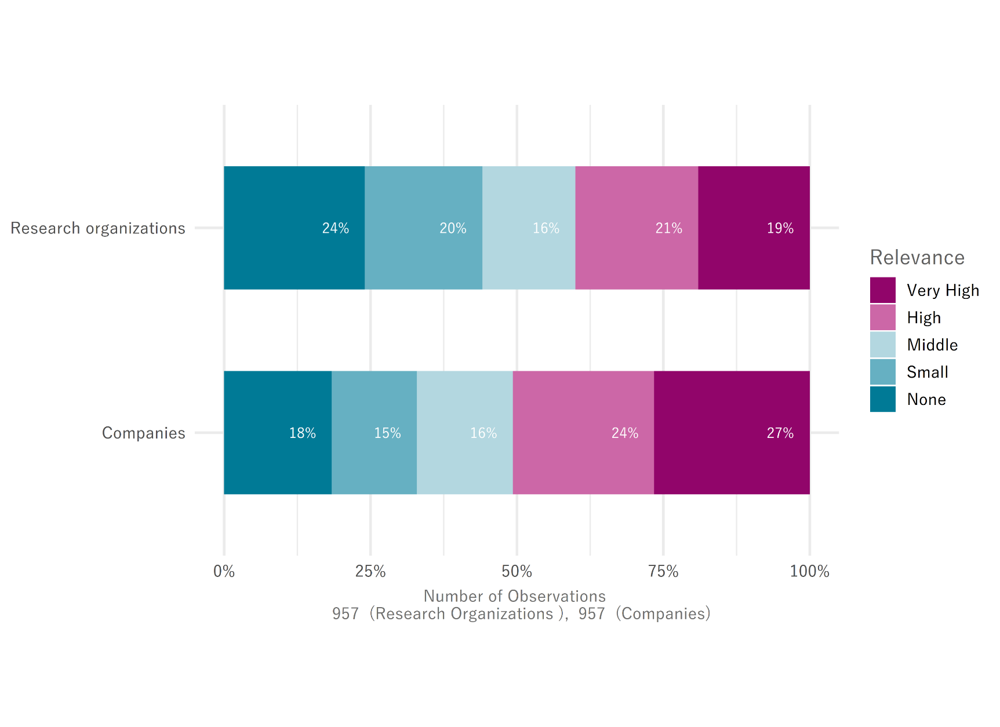 Research organizations
24% 20% 16% 21% 19%
Companies
18% 15% 16% 24% 27%
0% 25% 50% 75% 100%
Number of Observations
957 (Research Organizations ), 957 (Companies)
Relevance
Very High
High
Middle
Small
None